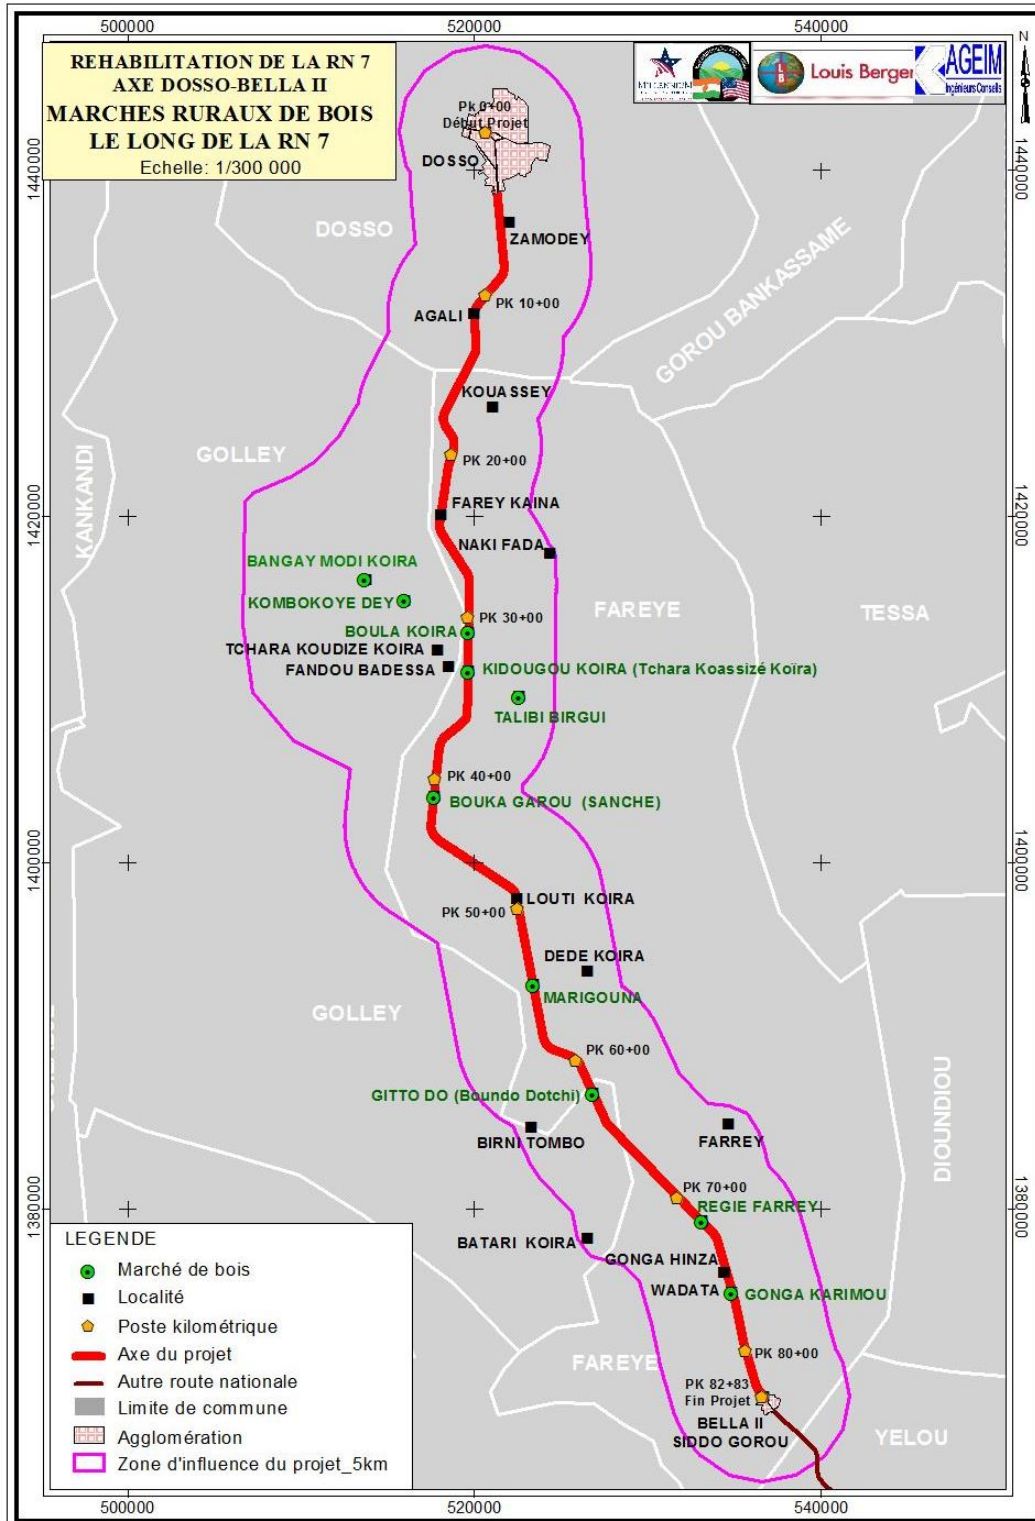 500000
520000
540000
N
REHABILITATION DE LA RN 7
AXE DOSSO-BELLA II
MARCHES RURAUX DE BOIS
LE LONG DE LA RN 7
Echelle: 1/300 000
Louis Berger
LB
AGEIM
Ingénieurs Conseils
Pk 0+00
Début Projet
DOSSO
1440000
1440000
DOSSO
ZAMODEY
GOROU BANKASSAME
PK 10+00
AGALI
KOUASSEY
GOLLEY
KANKANDI
PK 20+00
FAREY KAINA
1420000
1420000
NAKI FADA
BANGAY MODI KOIRA
KOMBOKOYE DEY
FAREYE
TESSA
PK 30+00
BOULA KOIRA
TCHARA KOUDIZE KOIRA
FANDOU BADESSA
KIDOUGOU KOIRA (Tchara Koassizé Koïra)
TALIBI BIRGUI
PK 40+00
BOUKA GAROU (SANCHE)
1400000
1400000
LOUTI KOIRA
PK 50+00
DEDE KOIRA
MARIGOUNA
GOLLEY
PK 60+00
GITTO DO (Boundo Dotchi)
BIRNI TOMBO
FARREY
DIOUNDIOU
PK 70+00
REGIE FARREY
1380000
1380000
BATARI KOIRA
GONGA HINZA
WADATA
GONGA KARIMOU
FAREYE
PK 80+00
PK 82+83
Fin Projet
BELLA II
SIDDO GOROU
YELOU
LEGENDE
Marché de bois
Localité
Poste kilométrique
Axe du projet
Autre route nationale
Limite de commune
Agglomération
Zone d'influence du projet_5km
500000
520000
540000